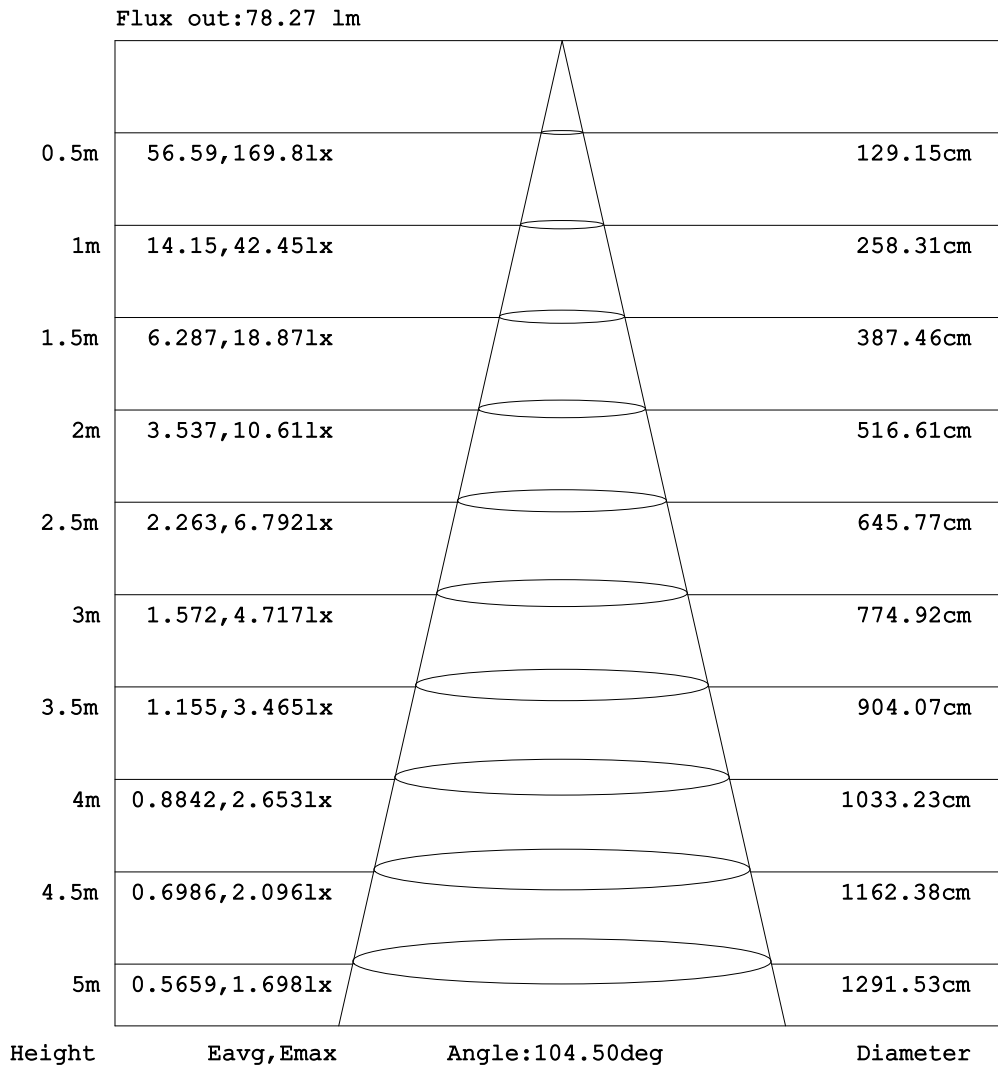 Flux out:78.27 lm
0.5m 56.59,169.8lx 129.15cm
1m 14.15,42.45lx 258.31cm
1.5m 6.287,18.87lx 387.46cm
2m 3.537,10.61lx 516.61cm
2.5m 2.263,6.792lx 645.77cm
3m 1.572,4.717lx 774.92cm
3.5m 1.155,3.465lx 904.07cm
4m 0.8842,2.653lx 1033.23cm
4.5m 0.6986,2.096lx 1162.38cm
5m 0.5659,1.698lx 1291.53cm
Height Eavg,Emax Angle:104.50deg Diameter